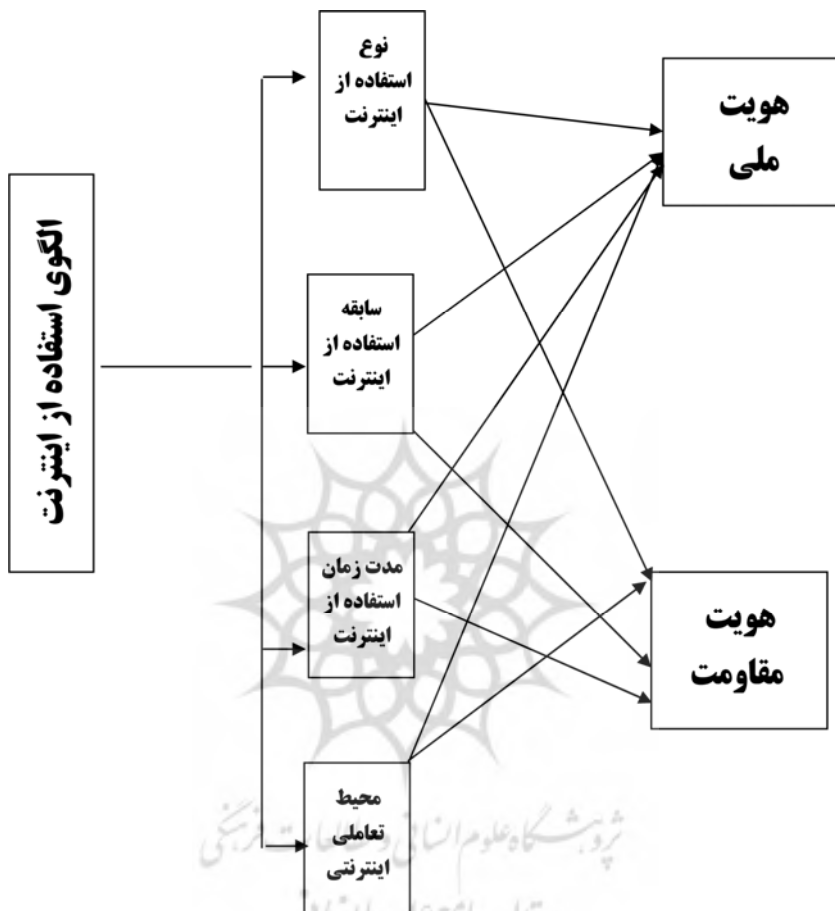 الگوی استفاده از اینترنت
نوع
استفاده از
اینترنت
سابقه
استفاده از
اینترنت
مدت زمان
استفاده از
اینترنت
محیط
تعاملی
اینترنتی
هویت
ملی
هویت
مقاومت
پژوهشگاه علوم انسانی و مطالعات فرهنگی